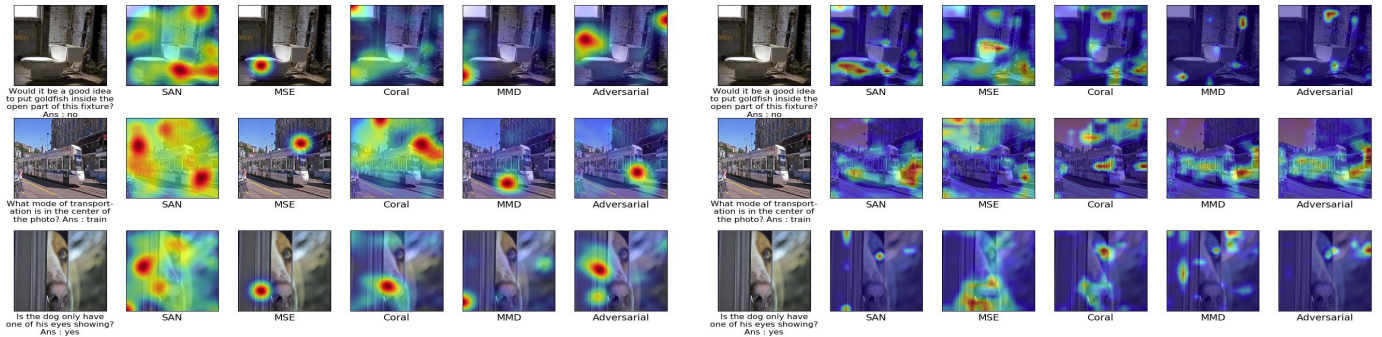 SAN MSE Coral MMD Adversarial SAN MSE Coral MMD Adversarial
Would it be a good idea
to put goldfish inside the
open part of this fixture?
Ans : no
Would it be a good idea
to put goldfish inside the
open part of this fixture?
Ans : no
SAN MSE Coral MMD Adversarial SAN MSE Coral MMD Adversarial
What mode of transport-
ation is in the center of
the photo? Ans : train
What mode of transport-
ation is in the center of
the photo? Ans : train
SAN MSE Coral MMD Adversarial SAN MSE Coral MMD Adversarial
Is the dog only have
one of his eyes showing?
Ans : yes
Is the dog only have
one of his eyes showing?
Ans : yes